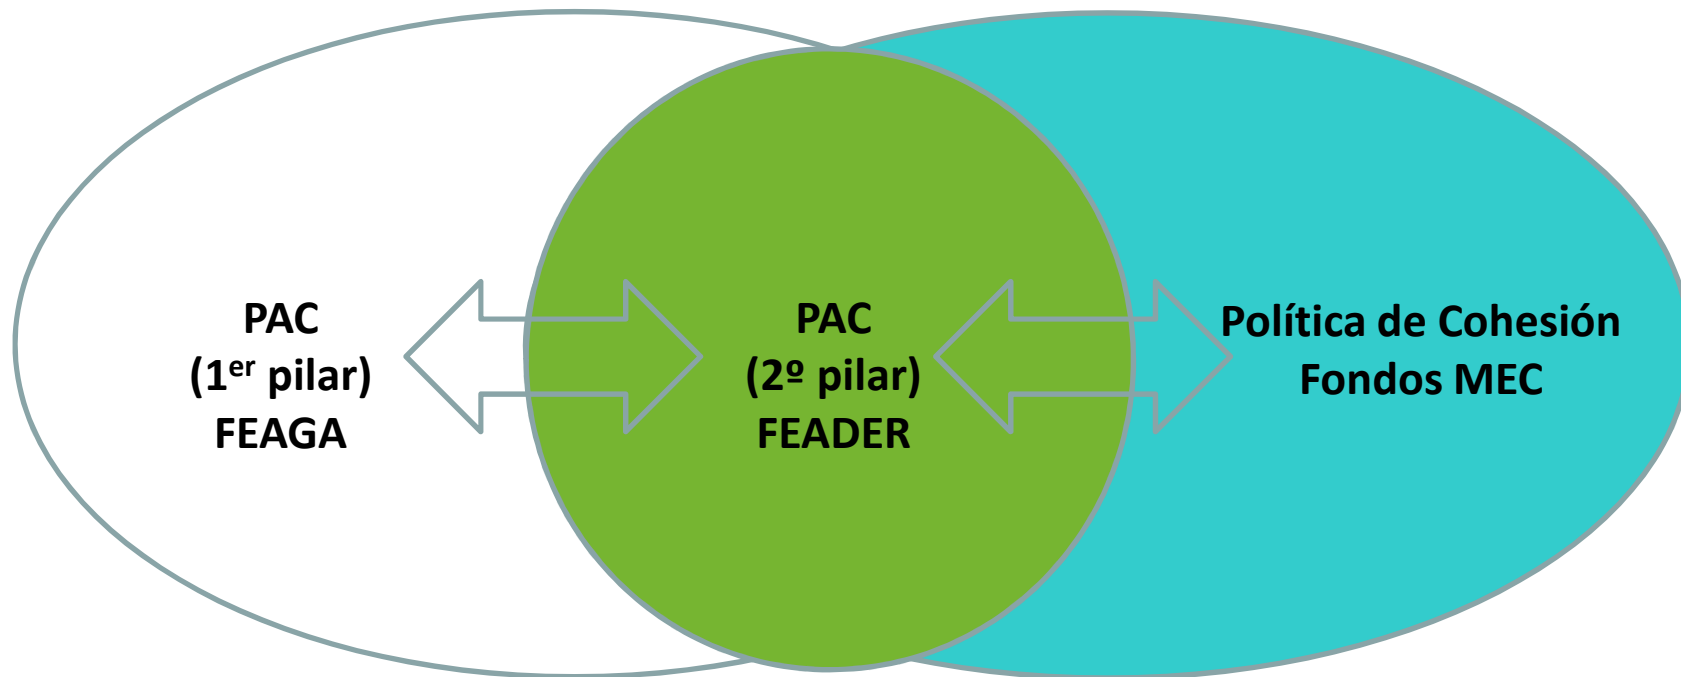 PAC
(1er pilar)
FEAGA
PAC
(2º pilar)
FEADER
Política de Cohesión
Fondos MEC